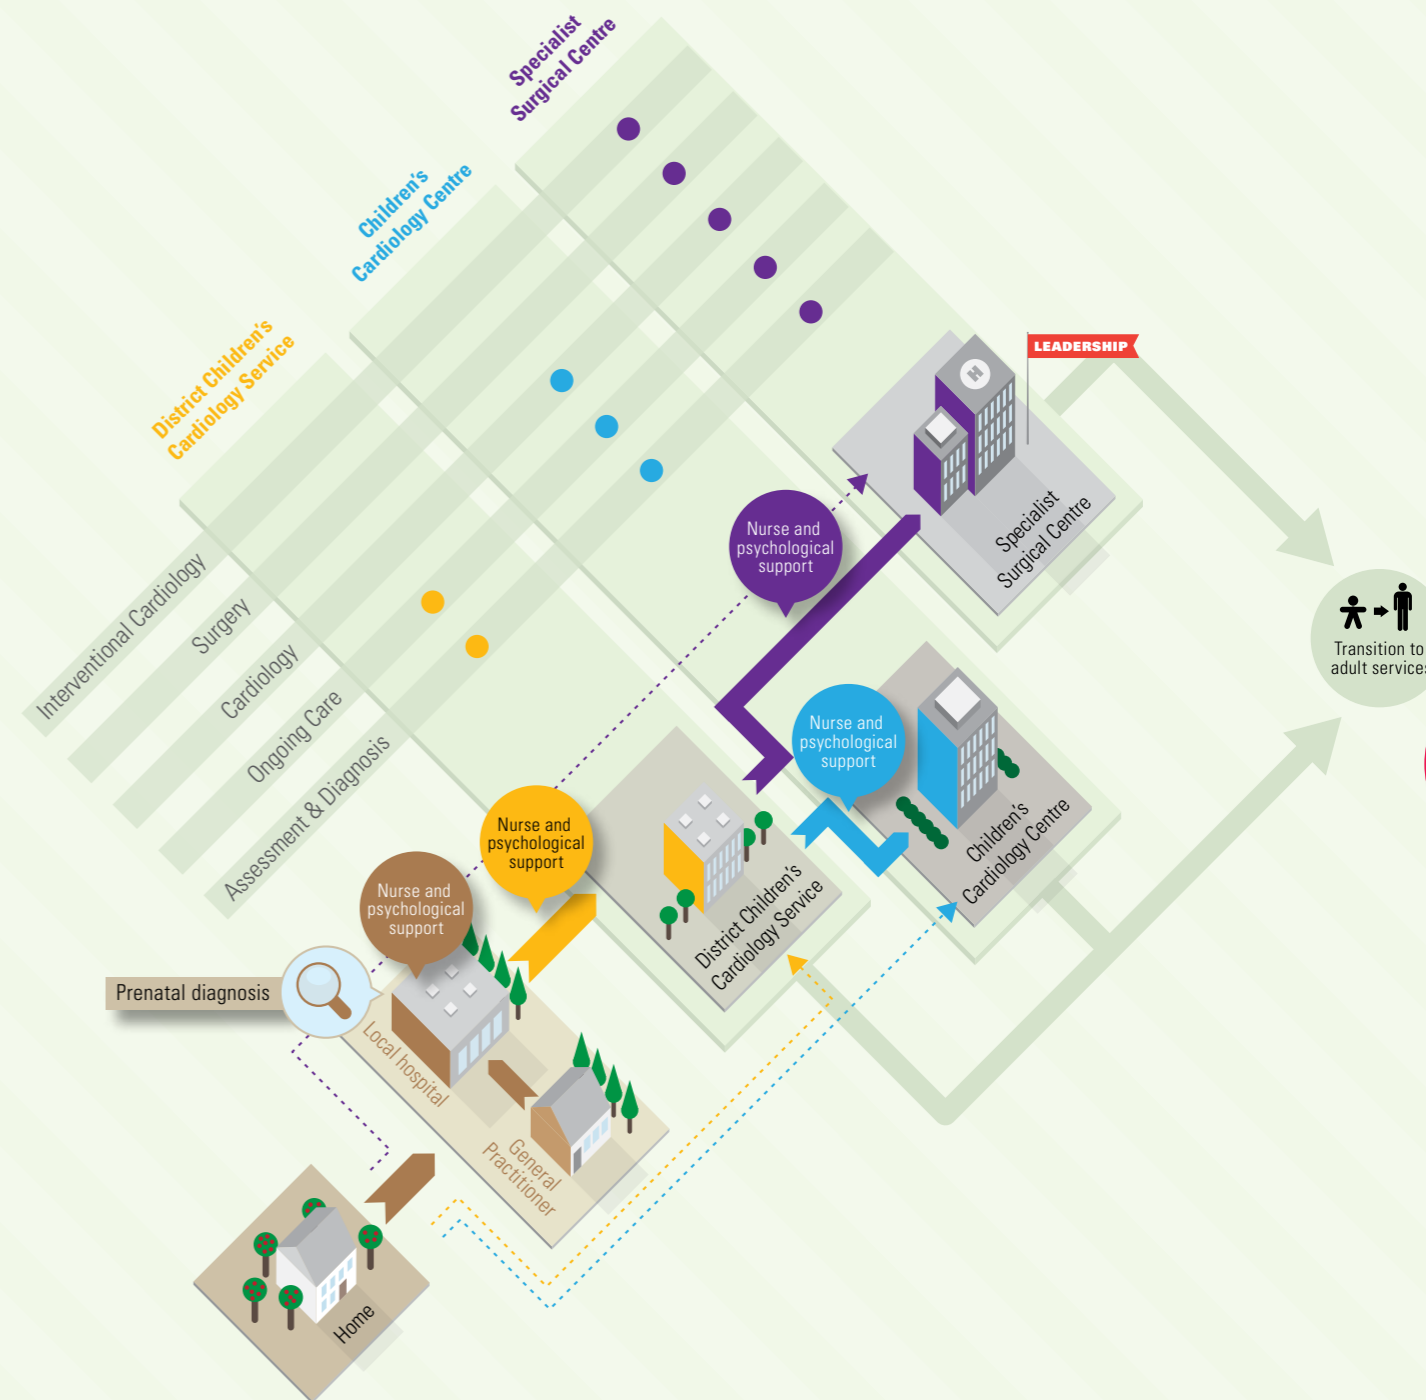 Specialist
Surgical Centre
Children's
Cardiology Centre
District Children's
Cardiology Service
Interventional Cardiology
Surgery
Cardiology
Ongoing Care
Assessment & Diagnosis
LEADERSHIP
H
Specialist
Surgical Centre
Nurse and
psychological
support
Transition to
adult services
Nurse and
psychological
support
Children's
Cardiology Centre
Nurse and
psychological
support
District Children's
Cardiology Service
Nurse and
psychological
support
Prenatal diagnosis
Local hospital
General
Practitioner
Home